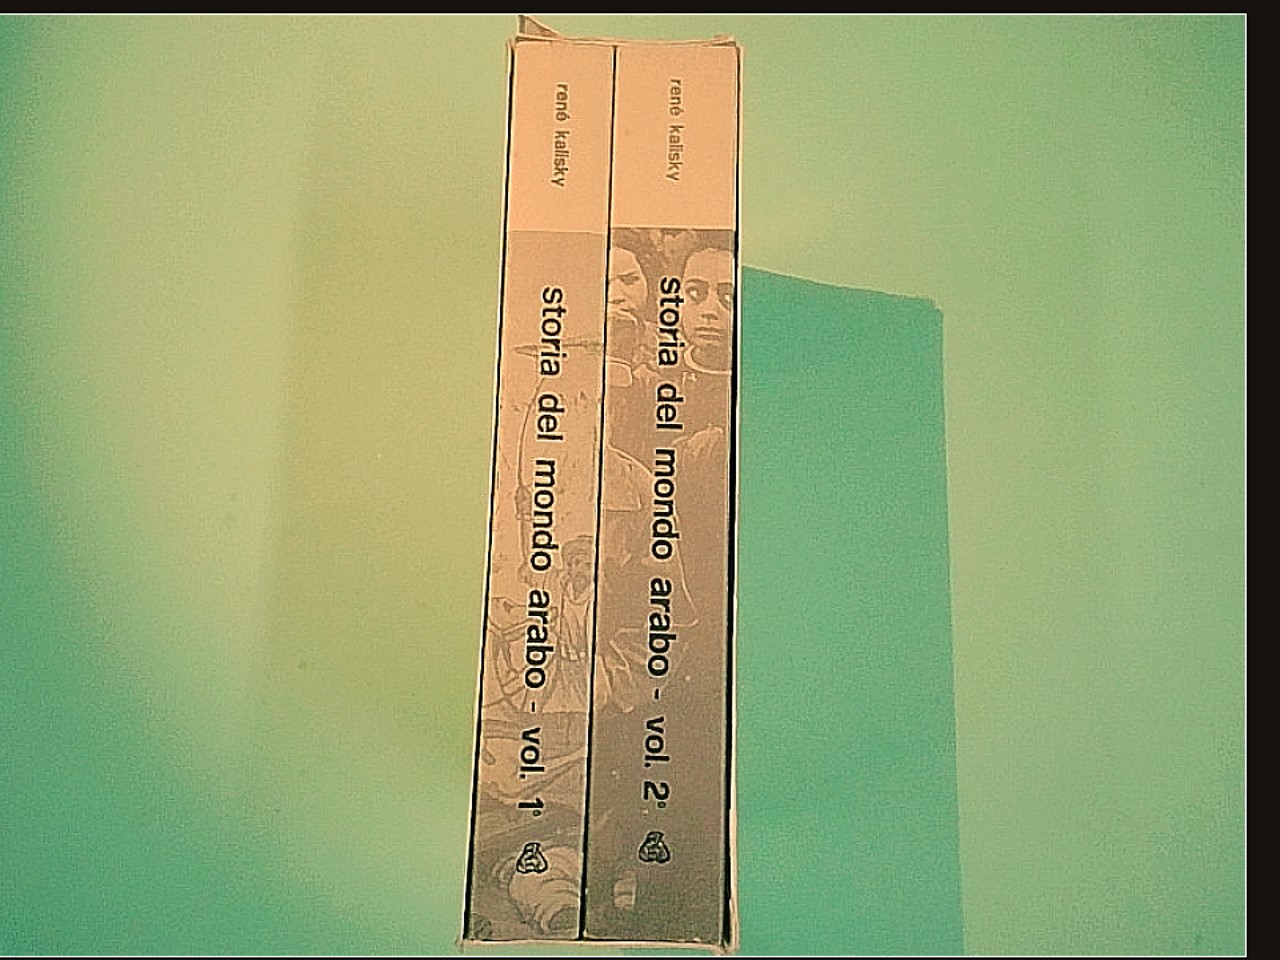 rené kalisky
storia del mondo arabo - vol. 1°
rené kalisky
storia del mondo arabo - vol. 2°